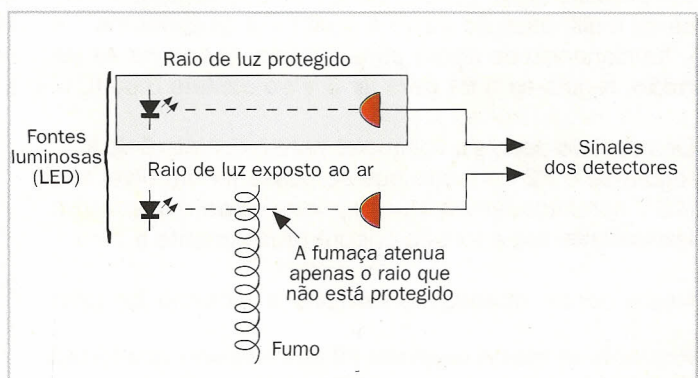 Raio de luz protegido
Fontes
luminosas
(LED)
Raio de luz exposto ao ar
Sinales
dos detectores
A fumaça atenua
apenas o raio que
não está protegido
Fumo